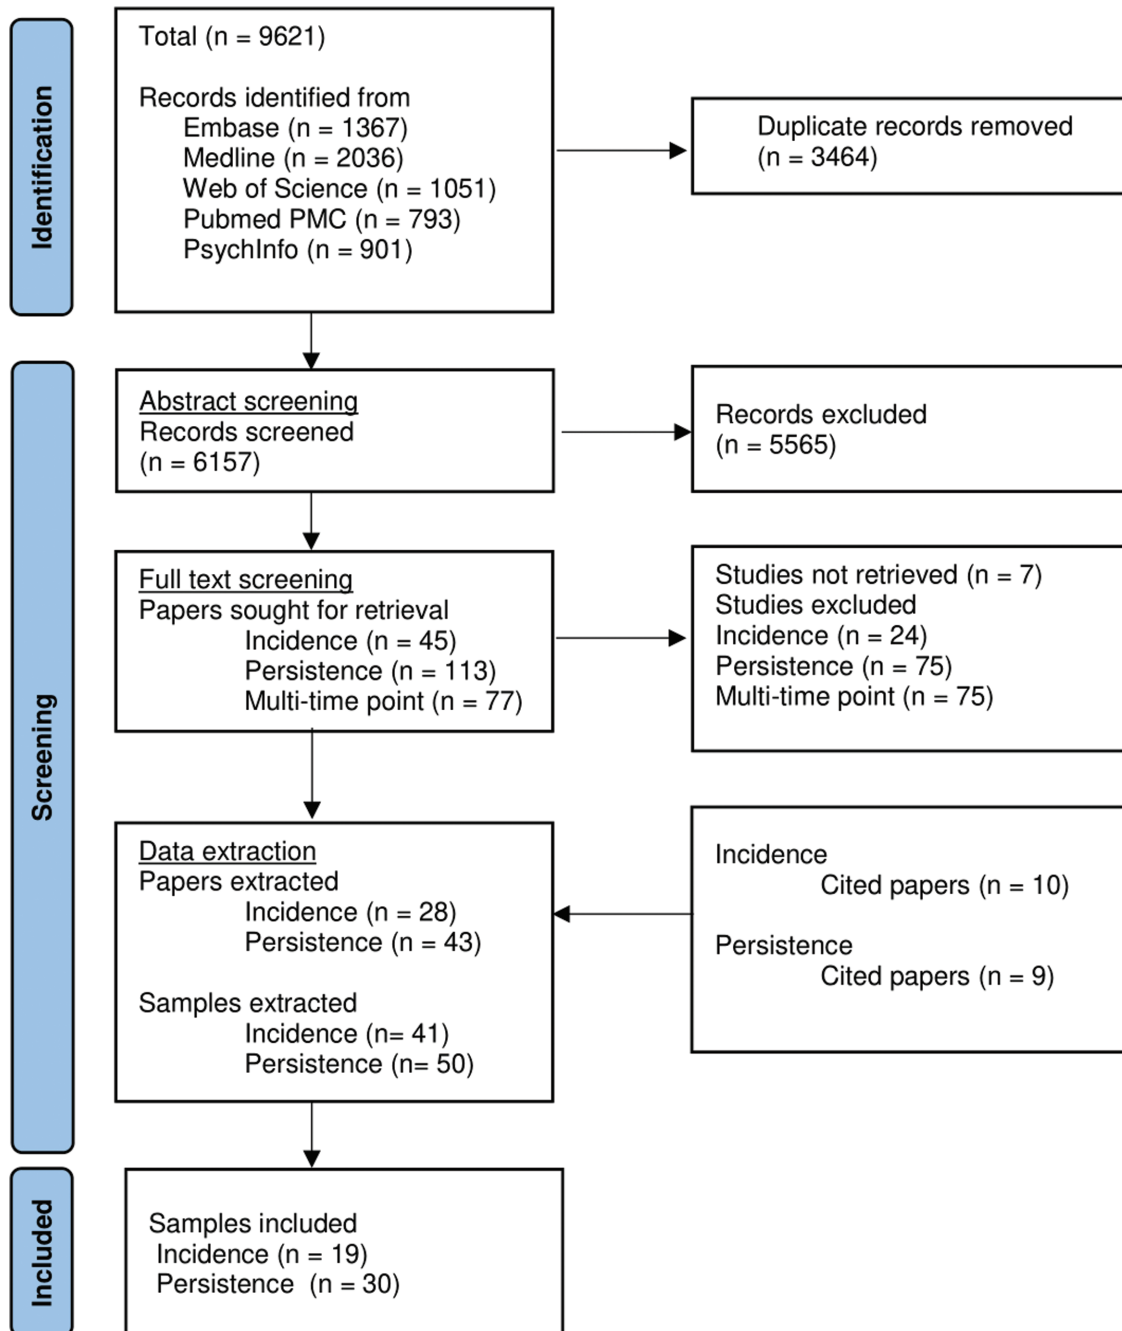 Identification
Total (n = 9621)
Records identified from
Embase (n = 1367)
Medline (n = 2036)
Web of Science (n = 1051)
Pubmed PMC (n = 793)
PsychInfo (n = 901)
Duplicate records removed
(n = 3464)
Screening
Abstract screening
Records screened
(n = 6157)
Records excluded
(n = 5565)
Full text screening
Papers sought for retrieval
Incidence (n = 45)
Persistence (n = 113)
Multi-time point (n = 77)
Studies not retrieved (n = 7)
Studies excluded
Incidence (n = 24)
Persistence (n = 75)
Multi-time point (n = 75)
Data extraction
Papers extracted
Incidence (n = 28)
Persistence (n = 43)
Samples extracted
Incidence (n= 41)
Persistence (n= 50)
Incidence
Cited papers (n = 10)
Persistence
Cited papers (n = 9)
Included
Samples included
Incidence (n = 19)
Persistence (n = 30)